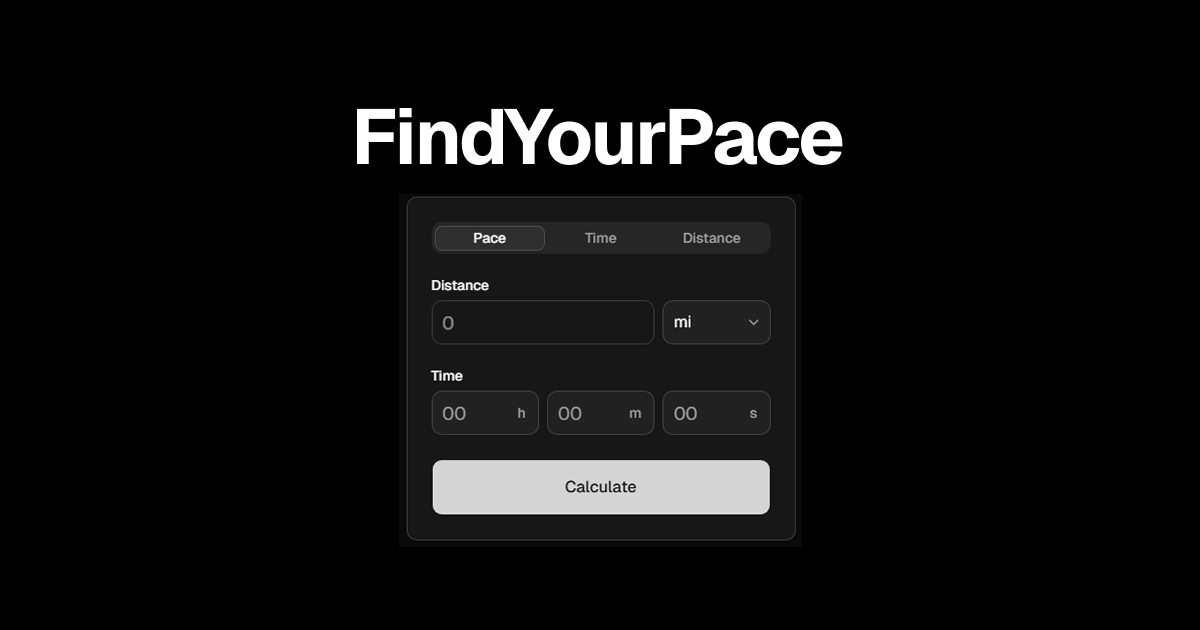 FindYourPace
Pace Time Distance
Distance
0 mi
Time
00 h 00 m 00 s
Calculate